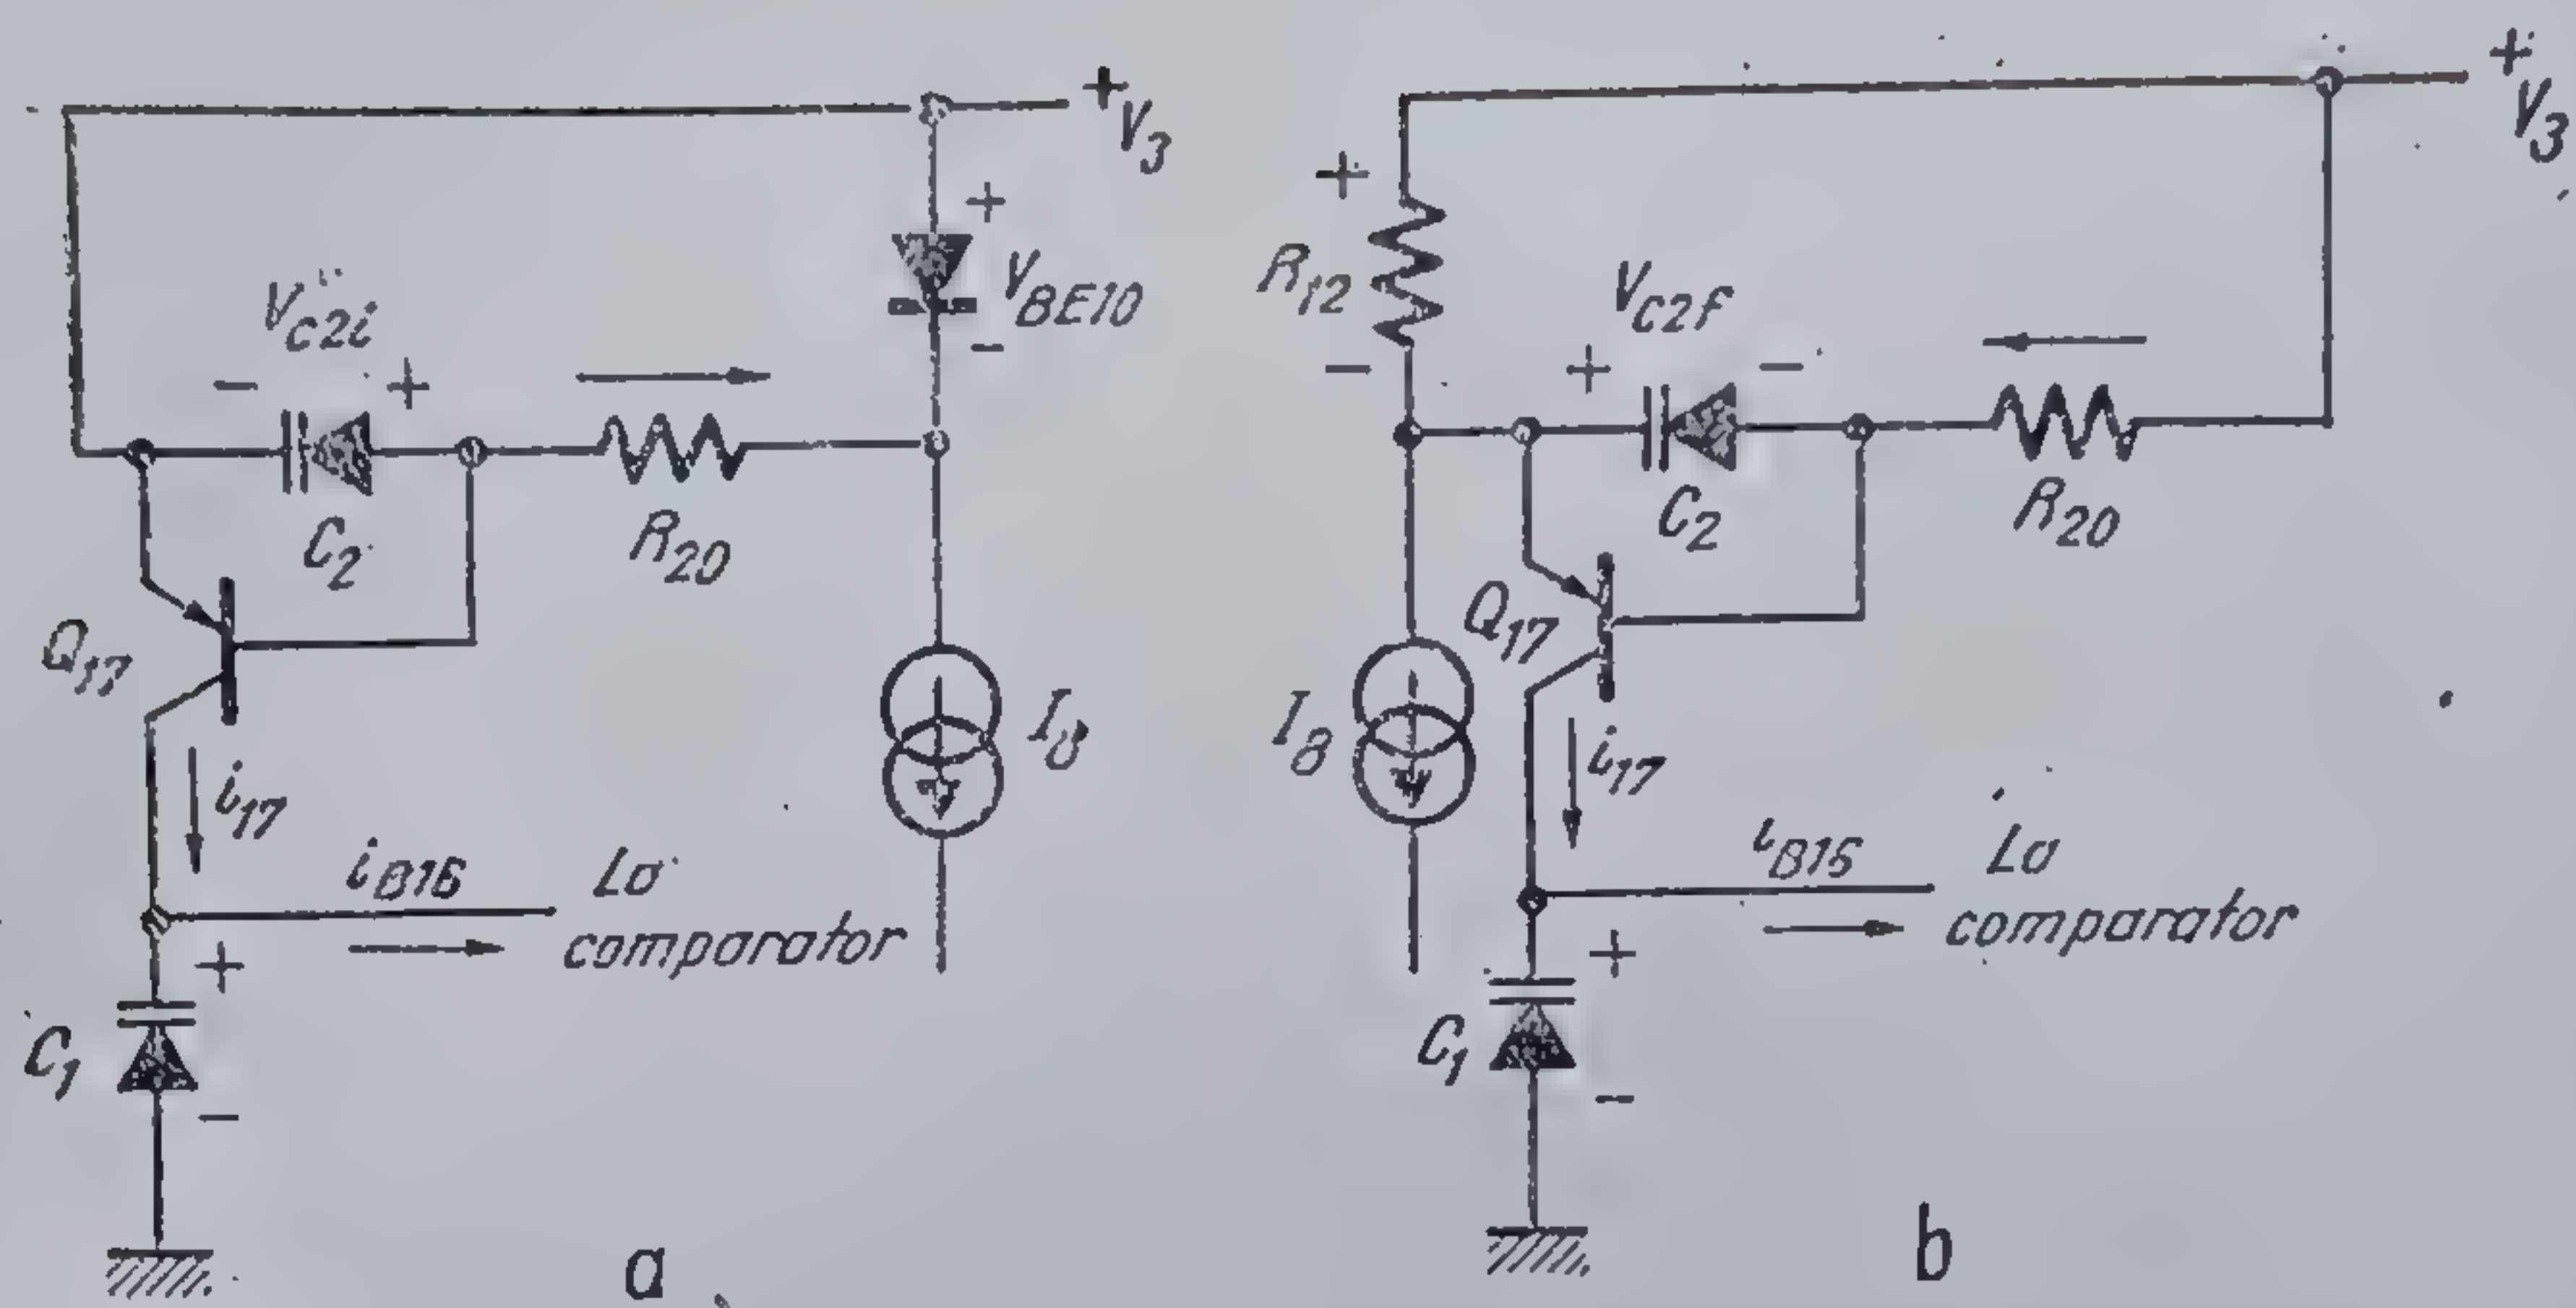 +
V3
+
VBE10
-
VC2i
-
+
C2
R20
Q17
i17
I8
iB16
La
comparator
+
C1
-
a
+
V3
+
R12
-
VC2f
+
-
C2
R20
Q17
I8
i17
iB16
La
comparator
+
C1
-
b